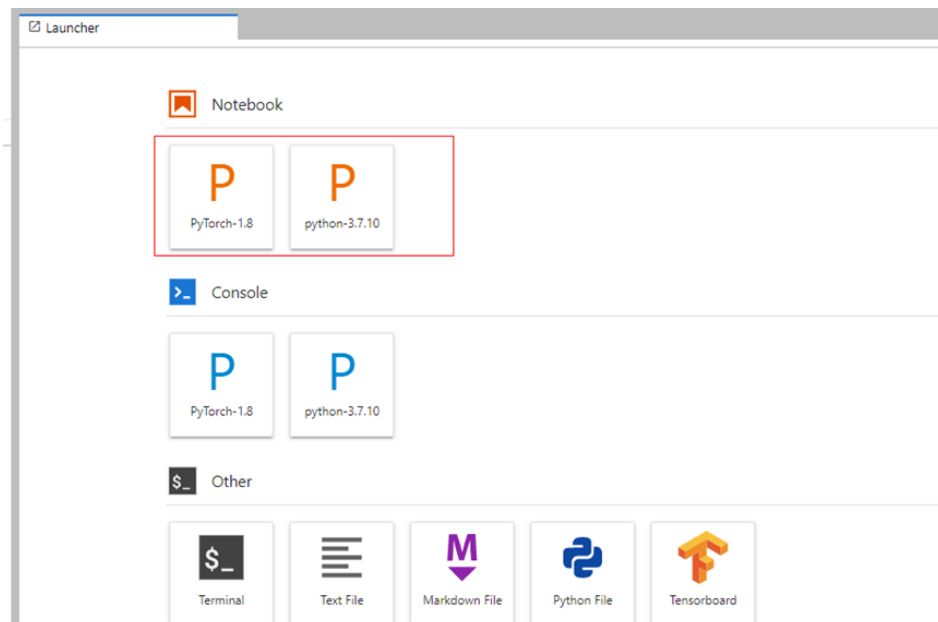 Launcher
Notebook
P P
PyTorch-1.8 python-3.7.10
Console
P P
PyTorch-1.8 python-3.7.10
$_ Other
$_ M
Terminal Text File Markdown File Python File Tensorboard